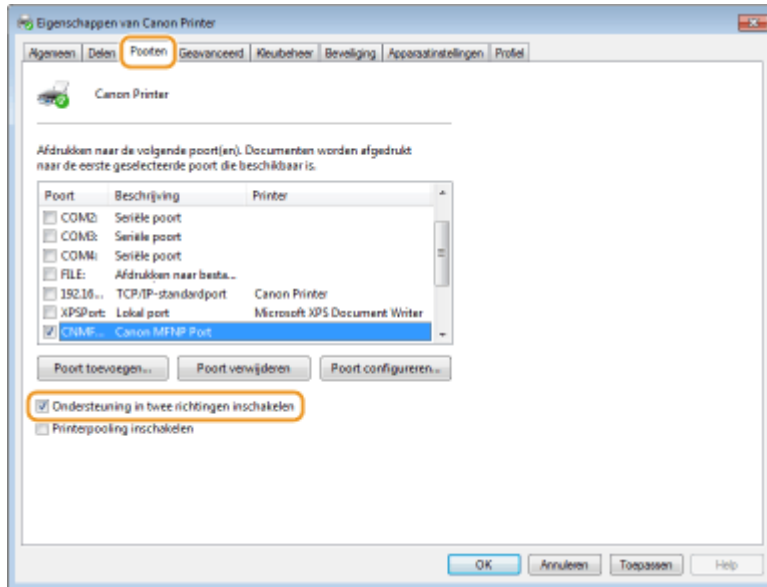 Eigenschappen van Canon Printer
Algemeen Delen Poorten Geavanceerd Kleurbeheer Beveiliging Apparaatinstellingen Profiel
Canon Printer
Afdrukken naar de volgende poort(en). Documenten worden afgedrukt
naar de eerste geselecteerde poort die beschikbaar is.
Poort Beschrijving Printer
COM2: Seriële poort
COM3: Seriële poort
COM4: Seriële poort
FILE: Afdrukken naar besta...
192.16... TCP/IP-standardport Canon Printer
XPSPort: Lokal port Microsoft XPS Document Writer
CNMF... Canon MFNP Port
Poort toevoegen... Poort verwijderen Poort configureren...
Ondersteuning in twee richtingen inschakelen
Printerpooling inschakelen
OK Annuleren Toepassen Help